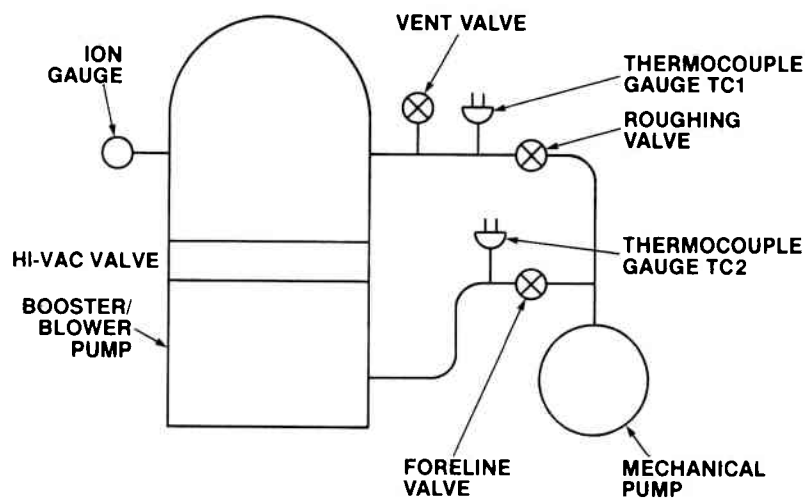 ION
GAUGE
VENT VALVE
THERMOCOUPLE
GAUGE TC1
ROUGHING
VALVE
HI-VAC VALVE
THERMOCOUPLE
GAUGE TC2
BOOSTER/
BLOWER
PUMP
FORELINE
VALVE
MECHANICAL
PUMP